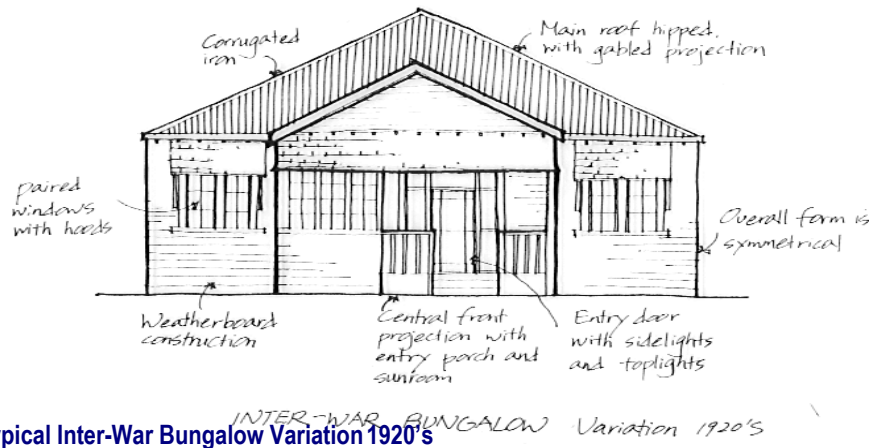 Corrugated
iron
Main roof hipped,
with gabled projection
paired
windows
with hoods
Overall form is
symmetrical
Weatherboard
construction
Central front
projection with
entry porch and
sunroom
Entry door
with sidelights
and toplights
INTER-WAR BUNGALOW Variation 1920'S
ypical Inter-War Bungalow Variation 1920's